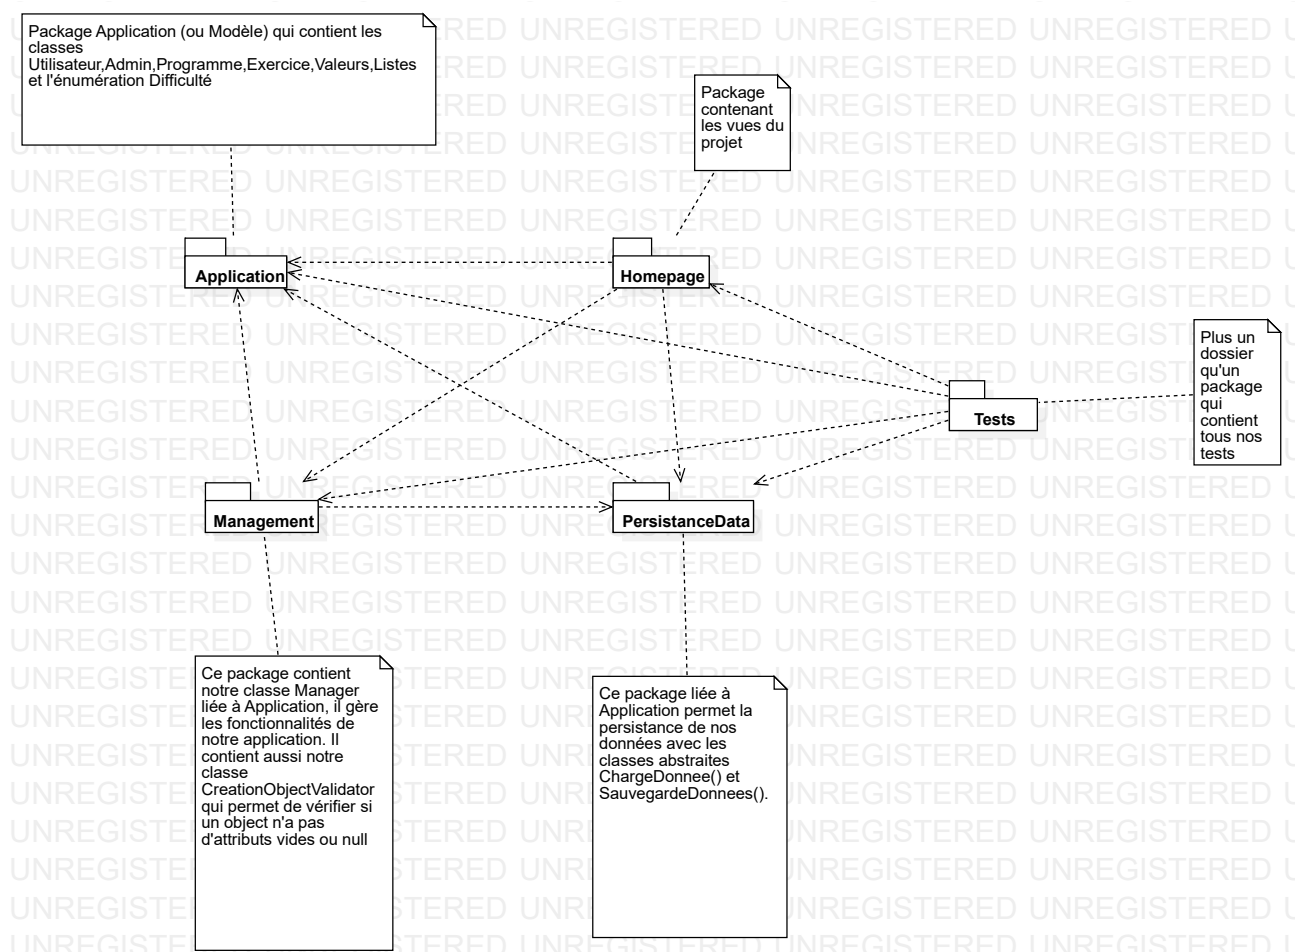 Package Application (ou Modèle) qui contient les
classes
Utilisateur,Admin,Programme,Exercice,Valeurs,Listes
et l'énumération Difficulté
Package
contenant
les vues du
projet
Application
Homepage
Plus un
dossier
qu'un
package
qui
contient
tous nos
tests
Tests
Management
PersistanceData
Ce package contient
notre classe Manager
liée à Application, il gère
les fonctionnalités de
notre application. Il
contient aussi notre
classe
CreationObjectValidator
qui permet de vérifier si
un object n'a pas
d'attributs vides ou null
Ce package liée à
Application permet la
persistance de nos
données avec les
classes abstraites
ChargeDonnee() et
SauvegardeDonnees().
UNREGISTERED